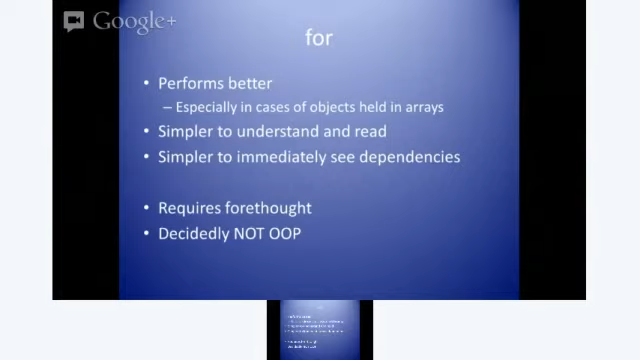 Google+
for
• Performs better
– Especially in cases of objects held in arrays
• Simpler to understand and read
• Simpler to immediately see dependencies
• Requires forethought
• Decidedly NOT OOP